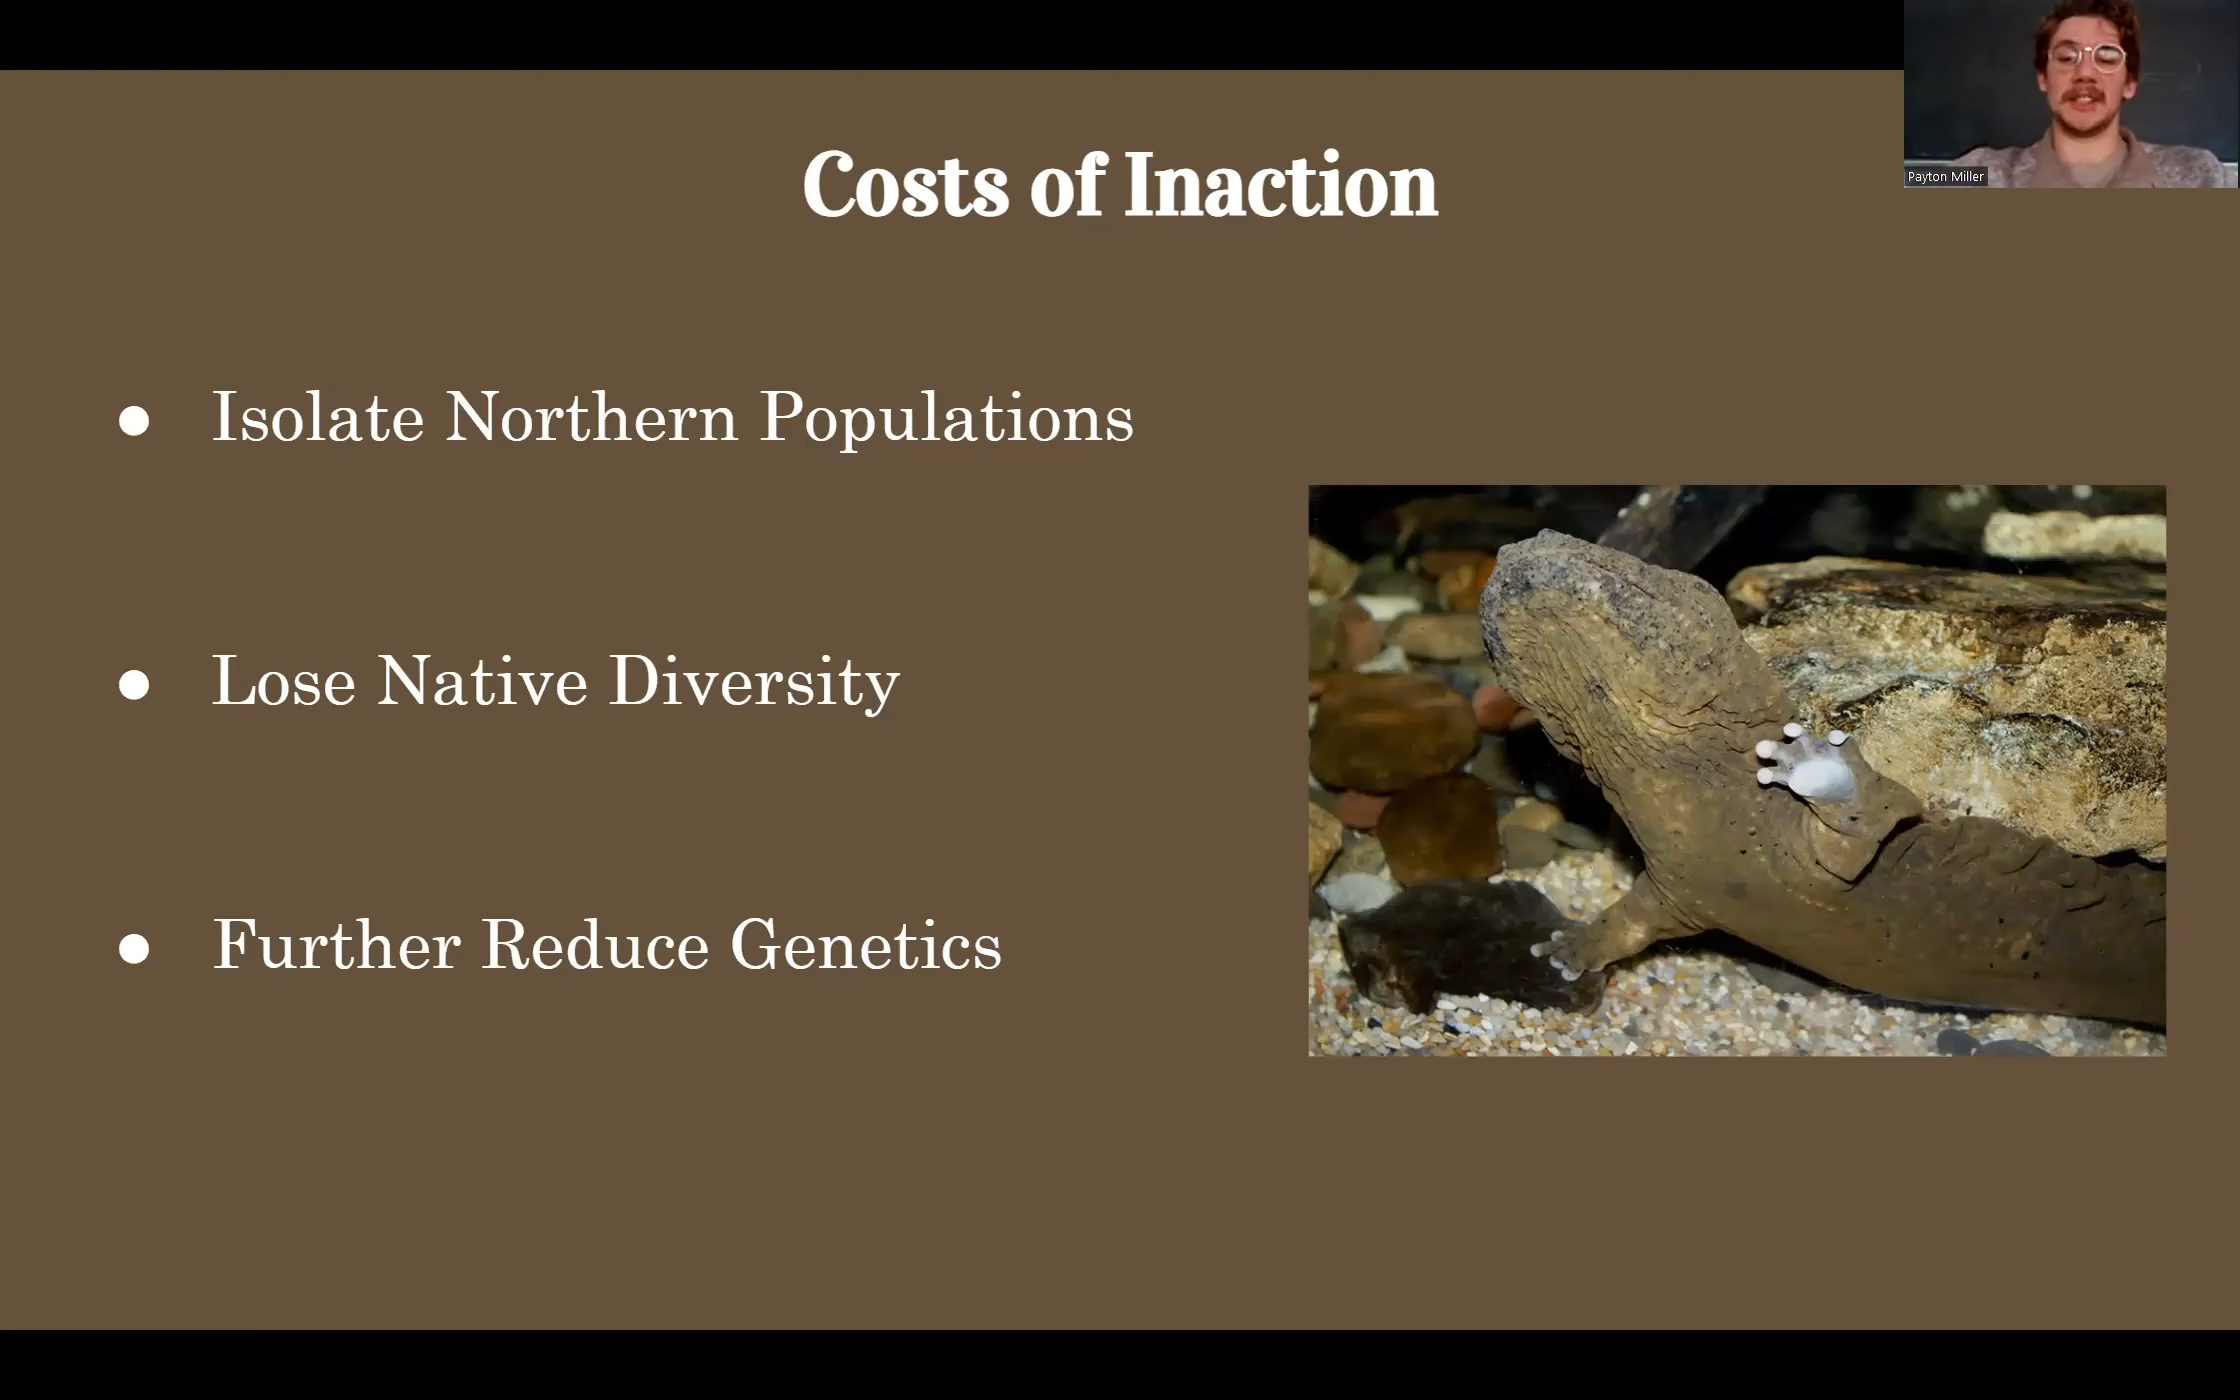 Costs of Inaction
Payton Miller
● Isolate Northern Populations
● Lose Native Diversity
● Further Reduce Genetics